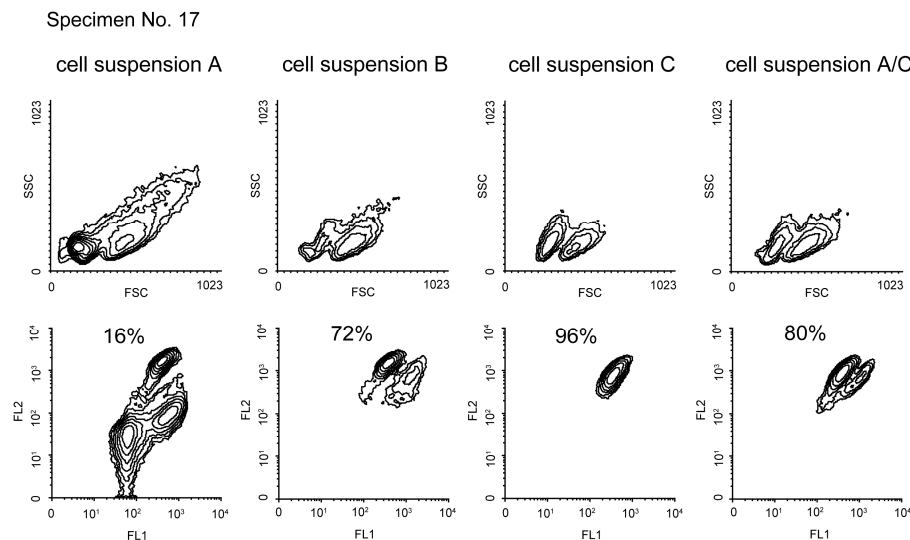 Specimen No. 17
cell suspension A
cell suspension B
cell suspension C
cell suspension A/C
1023
SSC
0
0
FSC
1023
1023
SSC
0
0
FSC
1023
1023
SSC
0
0
FSC
1023
1023
SSC
0
0
FSC
1023
16%
10⁴
10³
FL2
10²
10¹
0
0
10¹
10²
10³
10⁴
FL1
72%
10⁴
10³
FL2
10²
10¹
0
0
10¹
10²
10³
10⁴
FL1
96%
10⁴
10³
FL2
10²
10¹
0
0
10¹
10²
10³
10⁴
FL1
80%
10⁴
10³
FL2
10²
10¹
0
0
10¹
10²
10³
10⁴
FL1